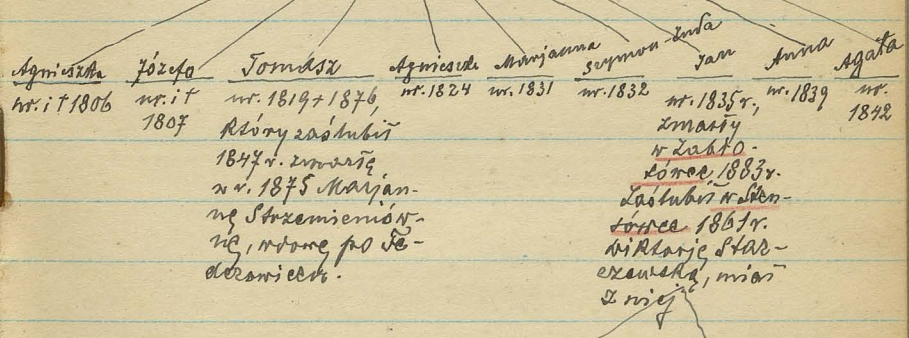 Agnieszka
ur. i † 1806
Józefa
ur. i †
1807
Tomasz
ur. 1819 + 1876,
który zaślubił
1847 r. zmarłą
w r. 1875 Marjan-
nę Strzemieniów-
nę, wdowę po Fe-
derowiczu.
Agnieszka
ur. 1824
Marjanna
ur. 1831
Szymon-Juda
ur. 1832
Jan
ur. 1835 r.,
zmarły
w Zabło-
tówce 1883 r.
Zaślubił w Szen-
tówce 1861 r.
Wiktorję Star-
czewską, miał
z niej
Anna
ur. 1839
Agata
ur.
1842